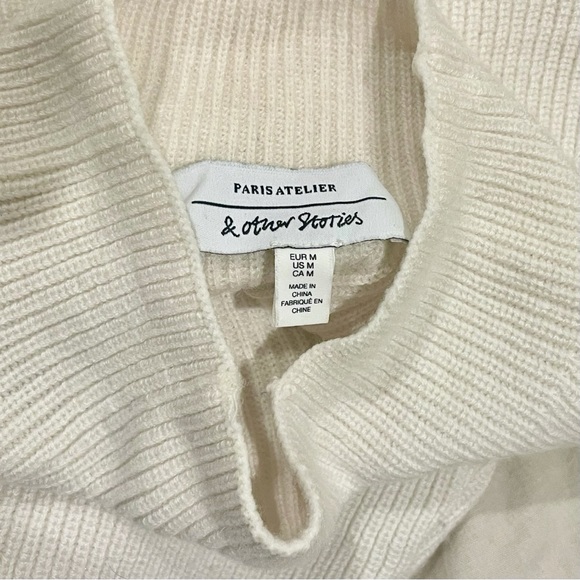 PARIS ATELIER
& other Stories
EUR M
US M
CA M
MADE IN
CHINA
FABRIQUÉ EN
CHINE